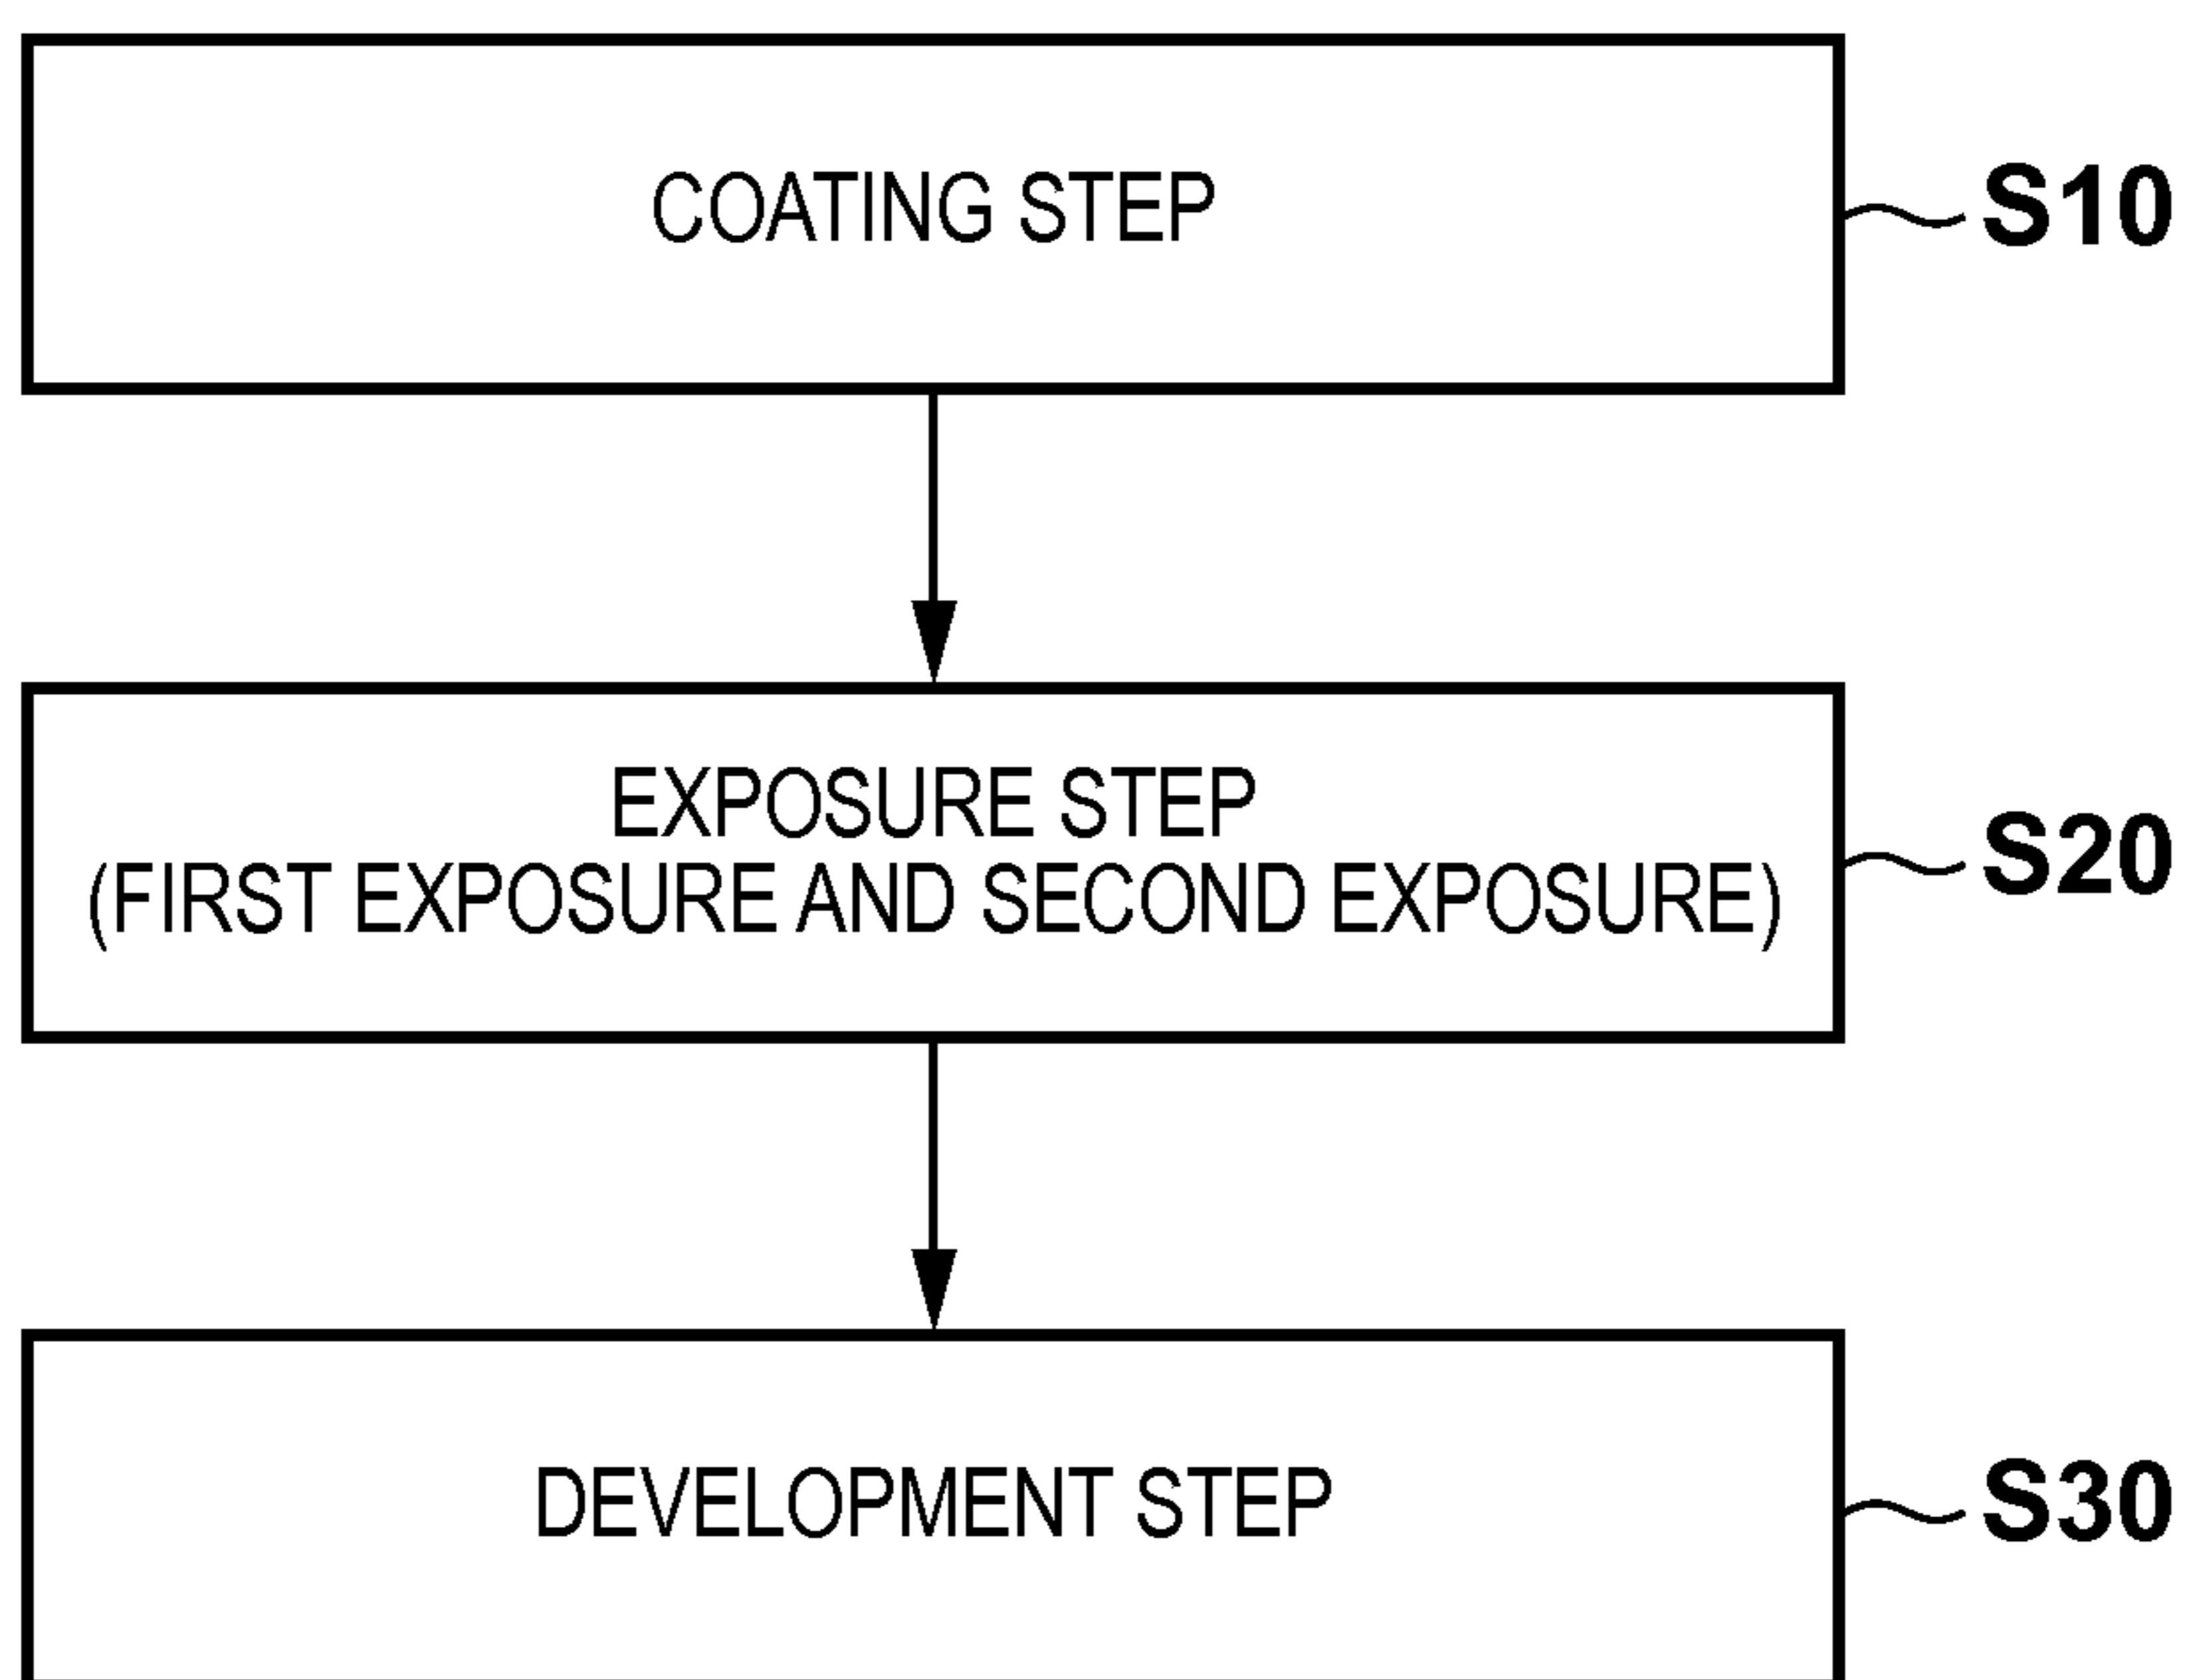 COATING STEP
S10
EXPOSURE STEP
(FIRST EXPOSURE AND SECOND EXPOSURE)
S20
DEVELOPMENT STEP
S30